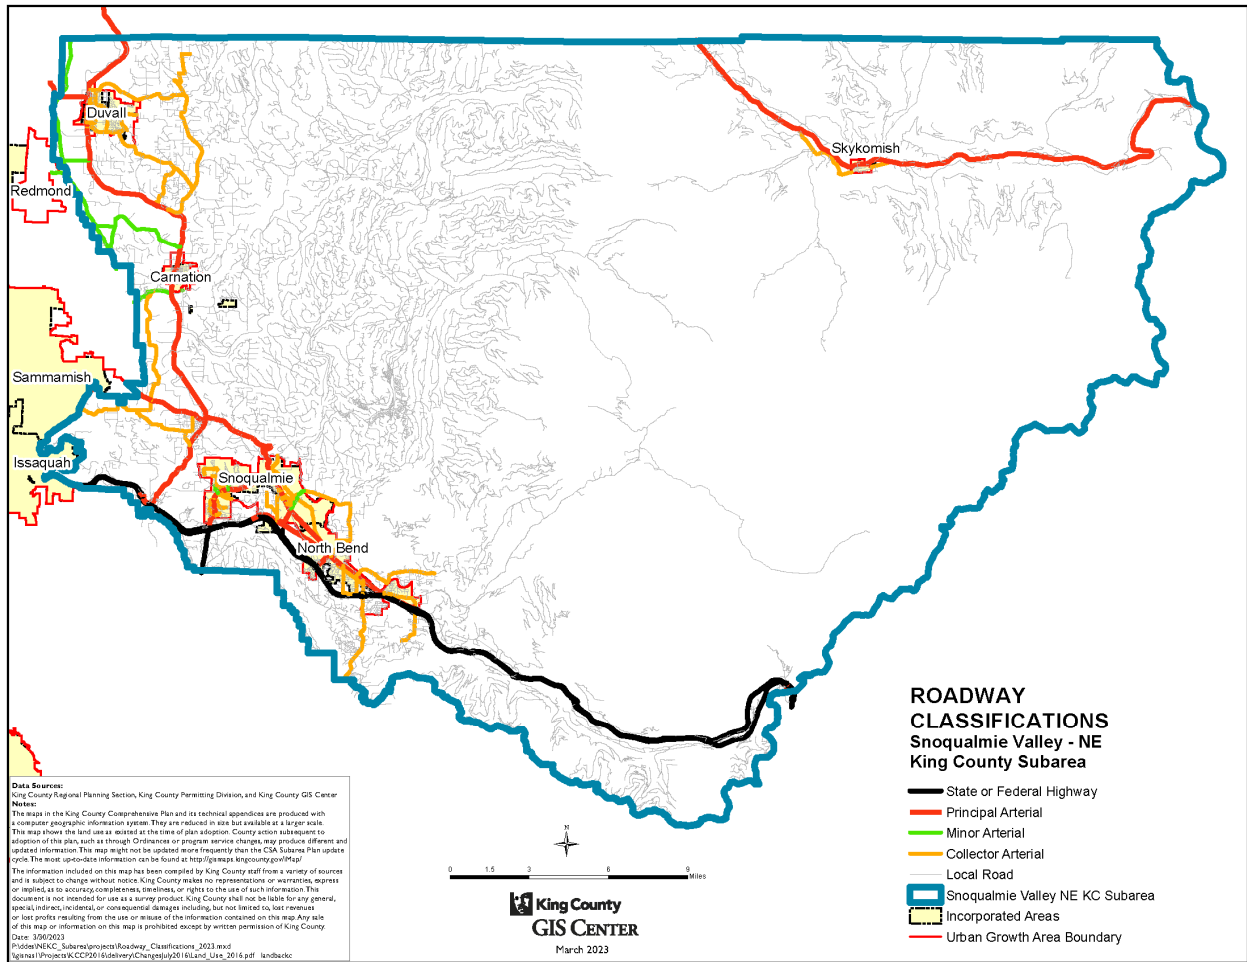 Duvall
Skykomish
Redmond
Carnation
Sammamish
Issaquah
Snoqualmie
North Bend
ROADWAY
CLASSIFICATIONS
Snoqualmie Valley - NE
King County Subarea
State or Federal Highway
Principal Arterial
Minor Arterial
Collector Arterial
Local Road
Snoqualmie Valley NE KC Subarea
Incorporated Areas
Urban Growth Area Boundary
Data Sources:
King County Regional Planning Section, King County Permitting Division, and King County GIS Center
Notes:
The maps in the King County Comprehensive Plan and its technical appendices are produced with
a computer geographic information system. They are reduced in size but available at a larger scale.
This map shows the land use as existed at the time of plan adoption. County action subsequent to
adoption of this plan, such as through Ordinances or program service changes, may produce different and
updated information. This map might not be updated more frequently than the CSA Subarea Plan update
cycle. The most up-to-date information can be found at http://gismaps.kingcounty.gov/iMap/
The information included on this map has been compiled by King County staff from a variety of sources
and is subject to change without notice. King County makes no representations or warranties, express
or implied, as to accuracy, completeness, timeliness, or rights to the use of such information. This
document is not intended for use as a survey product. King County shall not be liable for any general,
special, indirect, incidental, or consequential damages including, but not limited to, lost revenues
or lost profits resulting from the use or misuse of the information contained on this map. Any sale
of this map or information on this map is prohibited except by written permission of King County.
Date: 3/30/2023
P:\ddes\NEKC_Subarea\projects\Roadway_Classifications_2023.mxd
\\gisnas1\Projects\KCCP2016\delivery\ChangesJuly2016\Land_Use_2016.pdf landbakc
N
0 1.5 3 6 9
Miles
King County
GIS CENTER
March 2023